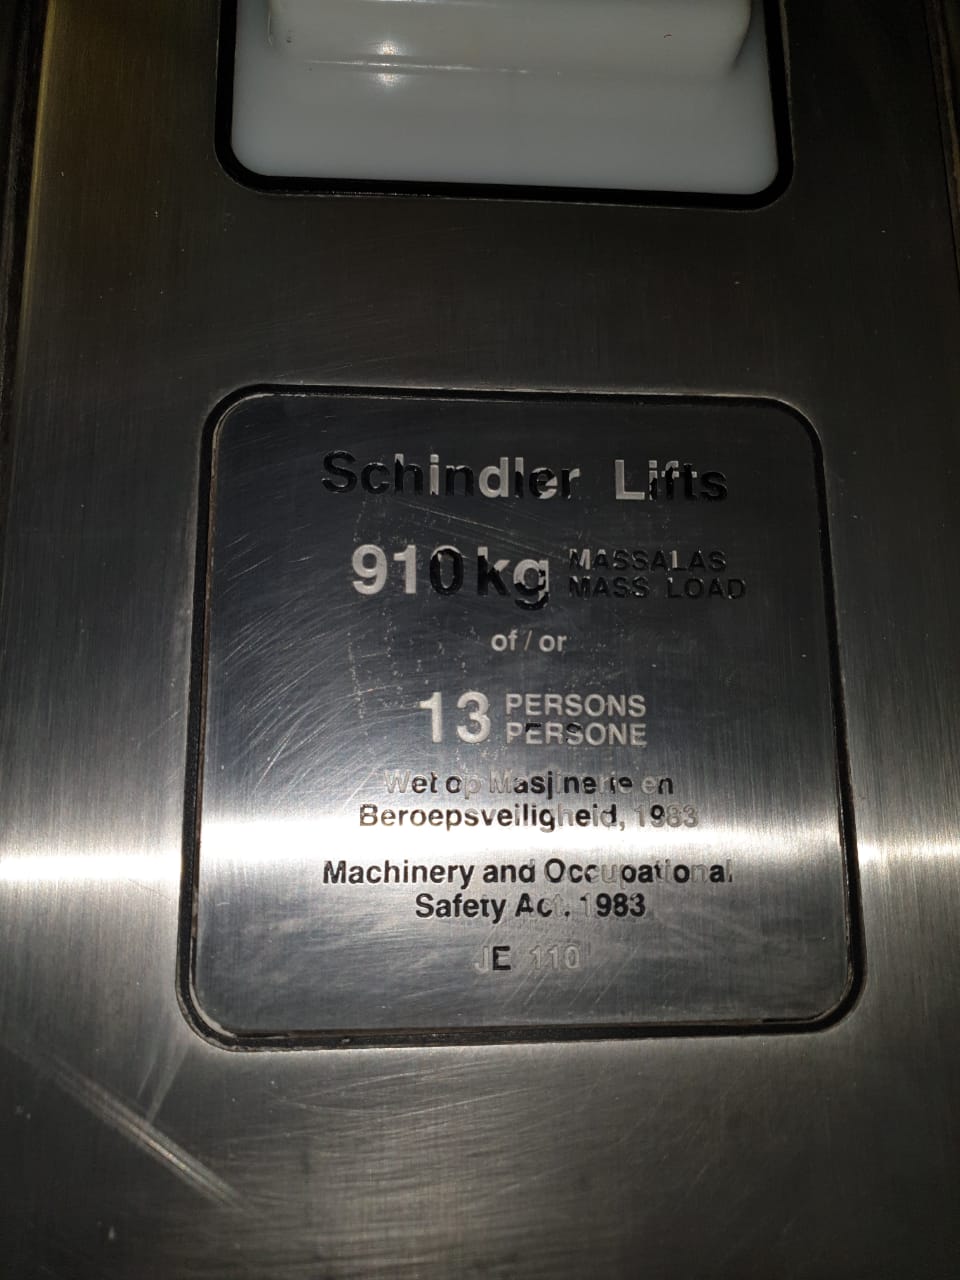 Schindler Lifts
910 kg MASSALAS
MASS LOAD
of / or
13 PERSONS
PERSONE
Wet op Masjinerie en
Beroepsveiligheid, 1983
Machinery and Occupational
Safety Act, 1983
JE 110